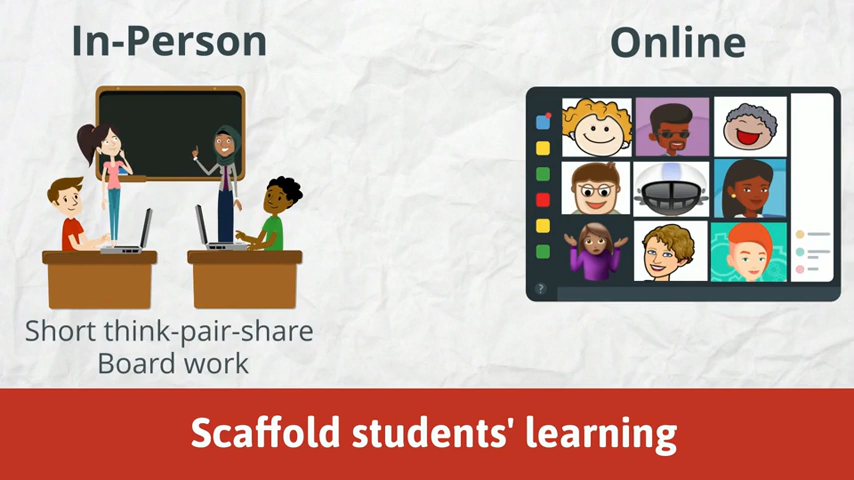 In-Person
Online
Short think-pair-share
Board work
?
Scaffold students' learning